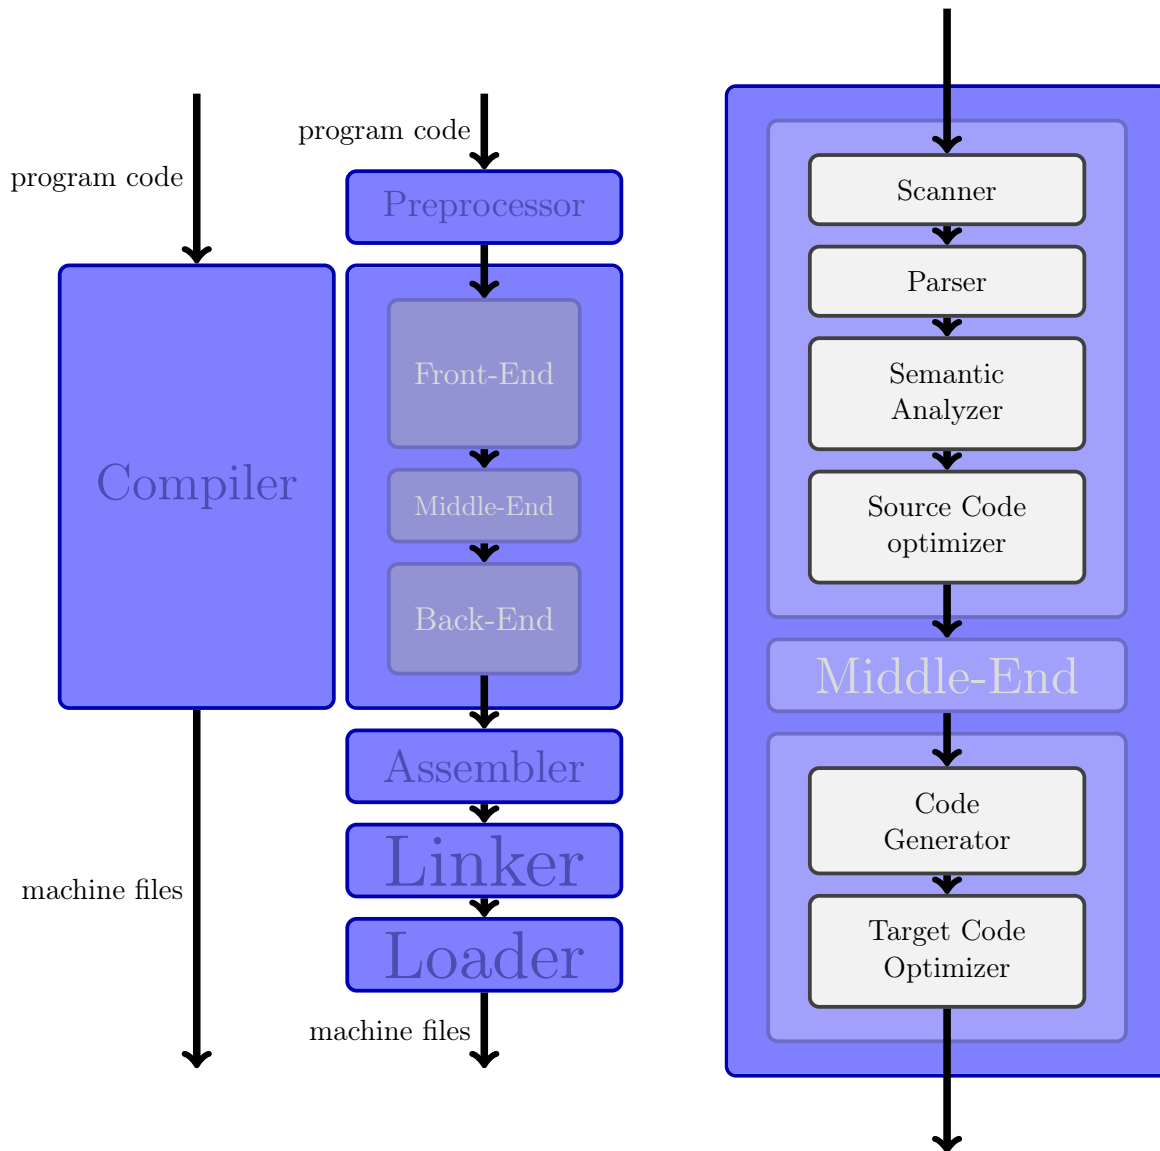 program code
Compiler
machine files
program code
Preprocessor
Front-End
Middle-End
Back-End
Assembler
Linker
Loader
machine files
Scanner
Parser
Semantic
Analyzer
Source Code
optimizer
Middle-End
Code
Generator
Target Code
Optimizer